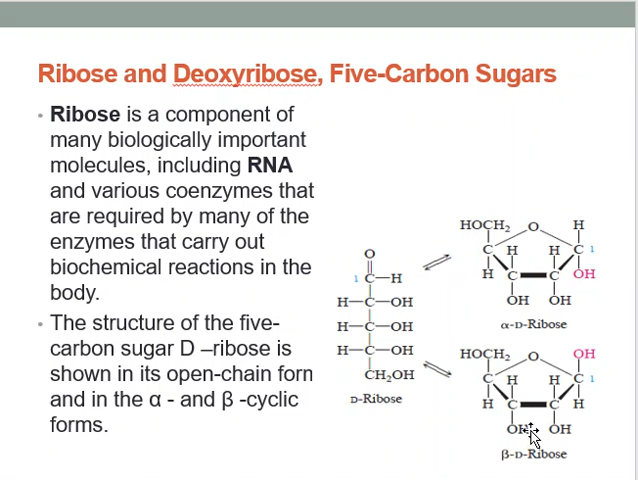 Ribose and Deoxyribose, Five-Carbon Sugars
• Ribose is a component of
many biologically important
molecules, including RNA
and various coenzymes that
are required by many of the
enzymes that carry out
biochemical reactions in the
body.
• The structure of the five-
carbon sugar D –ribose is
shown in its open-chain forn
and in the α - and β -cyclic
forms.
O
1 C–H
H–C–OH
H–C–OH
H–C–OH
CH₂OH
D-Ribose
HOCH₂ O H
C H H C 1
H C C OH
OH OH
α-D-Ribose
HOCH₂ O OH
C H H C 1
H C C H
OH OH
β-D-Ribose